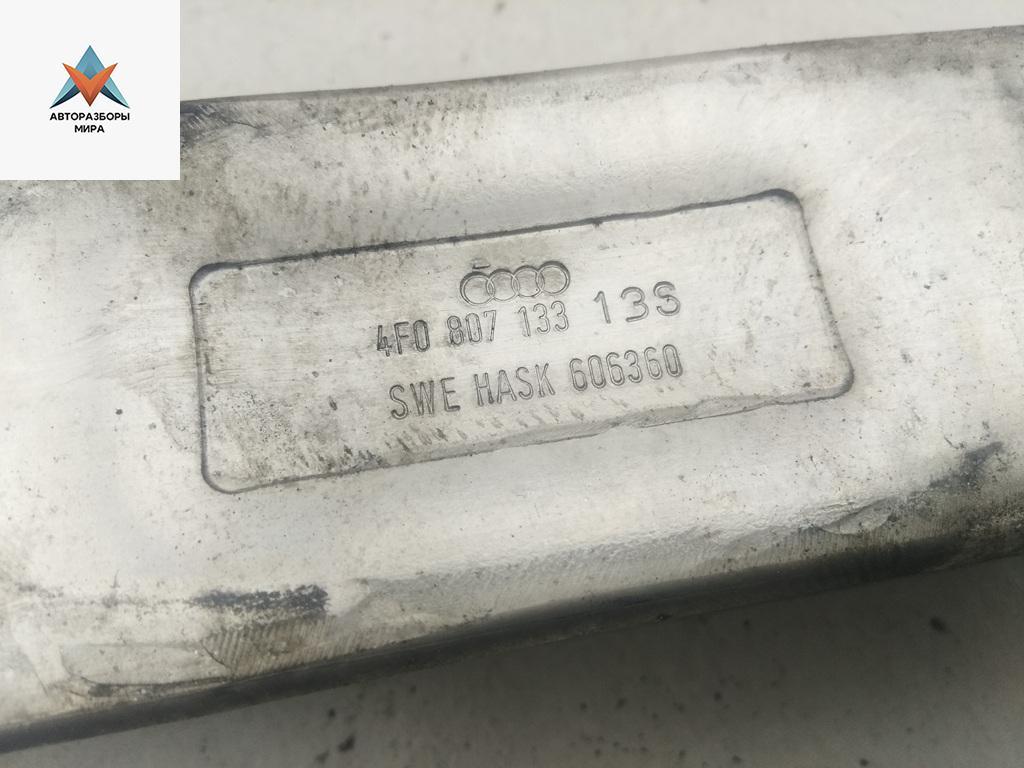 АВТОРАЗБОРЫ
МИРА
4F0 807 133 13S
SWE HASK 606360